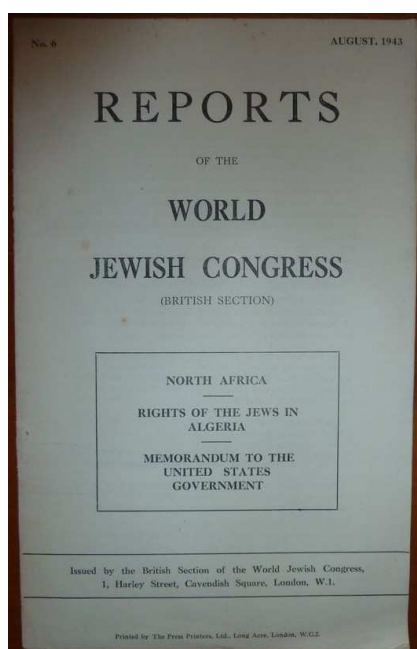 No. 6
AUGUST, 1943
REPORTS
OF THE
WORLD
JEWISH CONGRESS
(BRITISH SECTION)
NORTH AFRICA
RIGHTS OF THE JEWS IN
ALGERIA
MEMORANDUM TO THE
UNITED STATES
GOVERNMENT
Issued by the British Section of the World Jewish Congress,
1, Harley Street, Cavendish Square, London, W.1.
Printed by The Press Printers, Ltd., Long Acre, London, W.C.2.